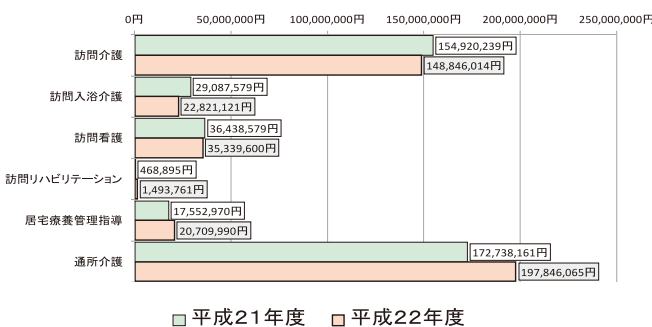 0円 50,000,000円 100,000,000円 150,000,000円 200,000,000円 250,000,000円
訪問介護
154,920,239円
148,846,014円
訪問入浴介護
29,087,579円
22,821,121円
訪問看護
36,438,579円
35,339,600円
訪問リハビリテーション
468,895円
1,493,761円
居宅療養管理指導
17,552,970円
20,709,990円
通所介護
172,738,161円
197,846,065円
平成21年度 平成22年度